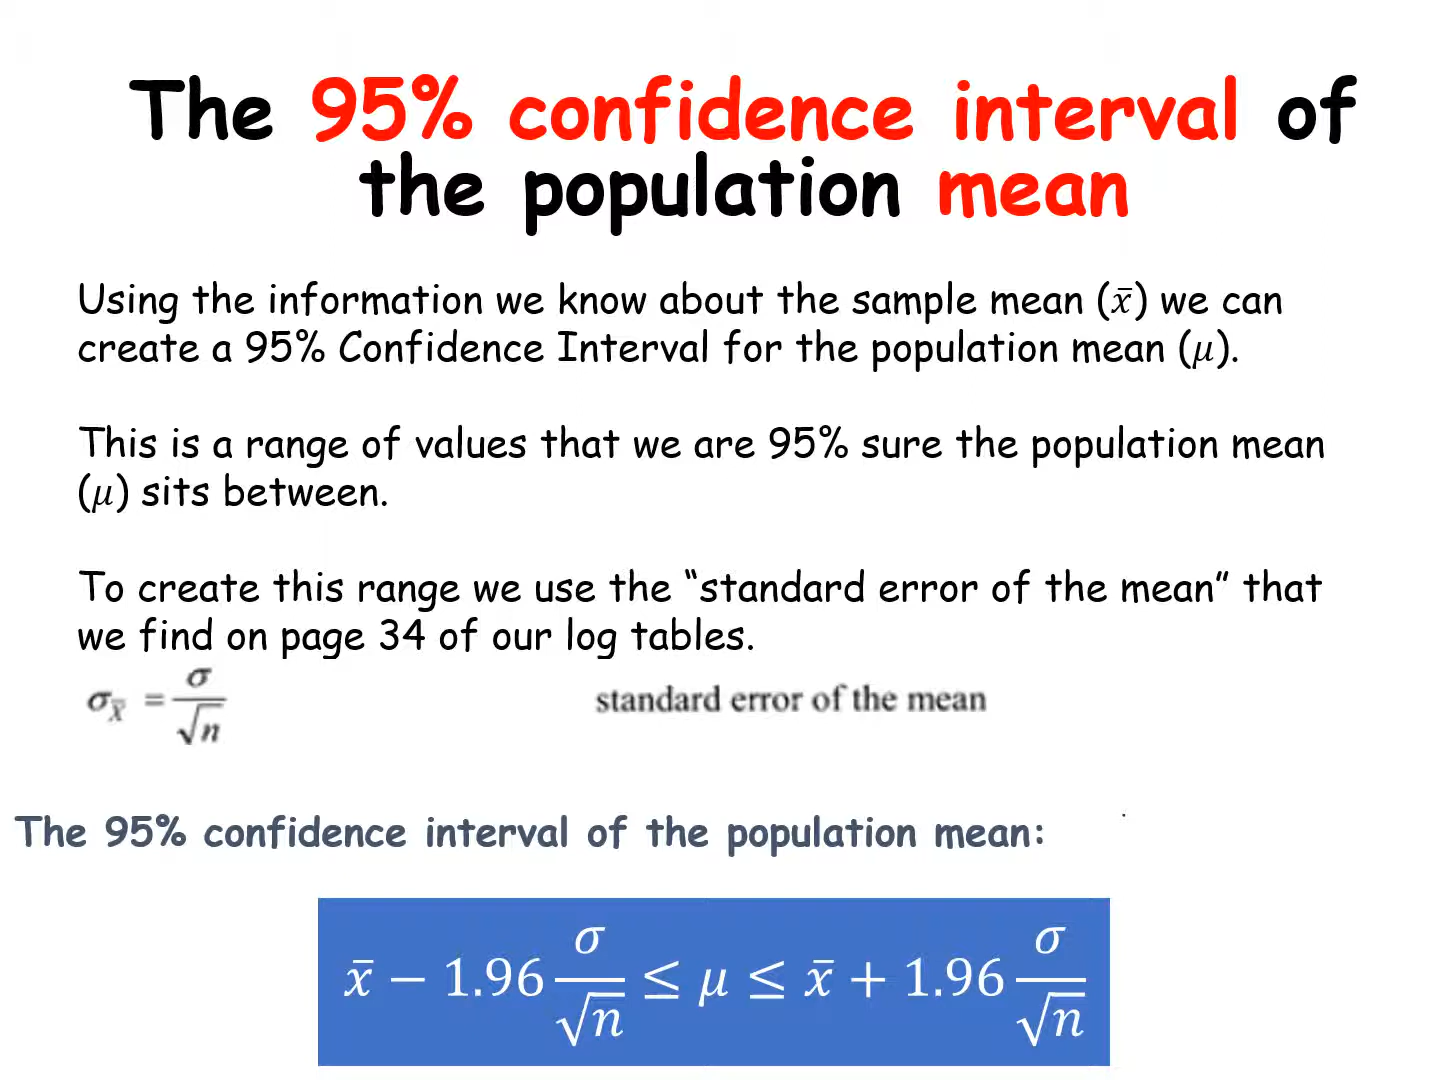 The 95% confidence interval of
the population mean
Using the information we know about the sample mean (x̄) we can
create a 95% Confidence Interval for the population mean (μ).
This is a range of values that we are 95% sure the population mean
(μ) sits between.
To create this range we use the “standard error of the mean” that
we find on page 34 of our log tables.
σ_x̄ = σ/√n standard error of the mean
The 95% confidence interval of the population mean:
x̄ − 1.96 σ/√n ≤ μ ≤ x̄ + 1.96 σ/√n